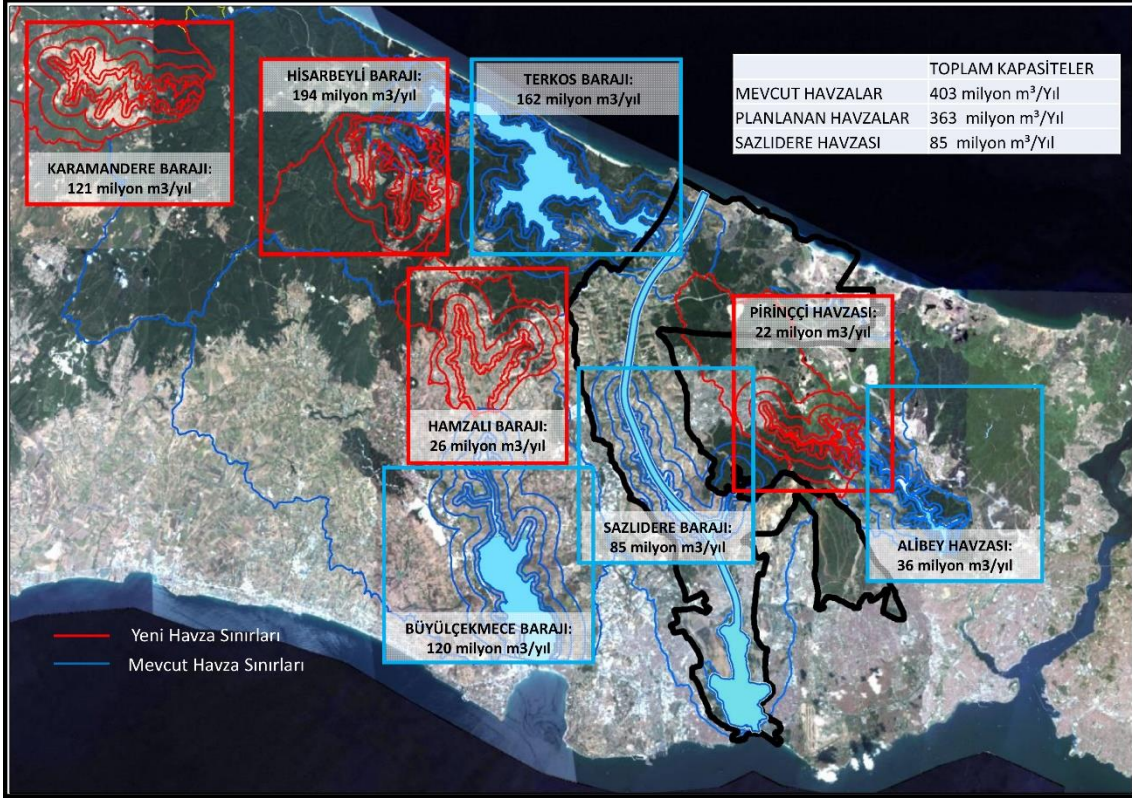 HİSARBEYLİ BARAJI:
194 milyon m3/yıl
TERKOS BARAJI:
162 milyon m3/yıl
TOPLAM KAPASİTELER
MEVCUT HAVZALAR 403 milyon m³/Yıl
PLANLANAN HAVZALAR 363 milyon m³/Yıl
SAZLIDERE HAVZASI 85 milyon m³/Yıl
KARAMANDERE BARAJI:
121 milyon m3/yıl
PİRİNÇÇİ HAVZASI:
22 milyon m3/yıl
HAMZALI BARAJI:
26 milyon m3/yıl
SAZLIDERE BARAJI:
85 milyon m3/yıl
ALİBEY HAVZASI:
36 milyon m3/yıl
BÜYÜLÇEKMECE BARAJI:
120 milyon m3/yıl
Yeni Havza Sınırları
Mevcut Havza Sınırları